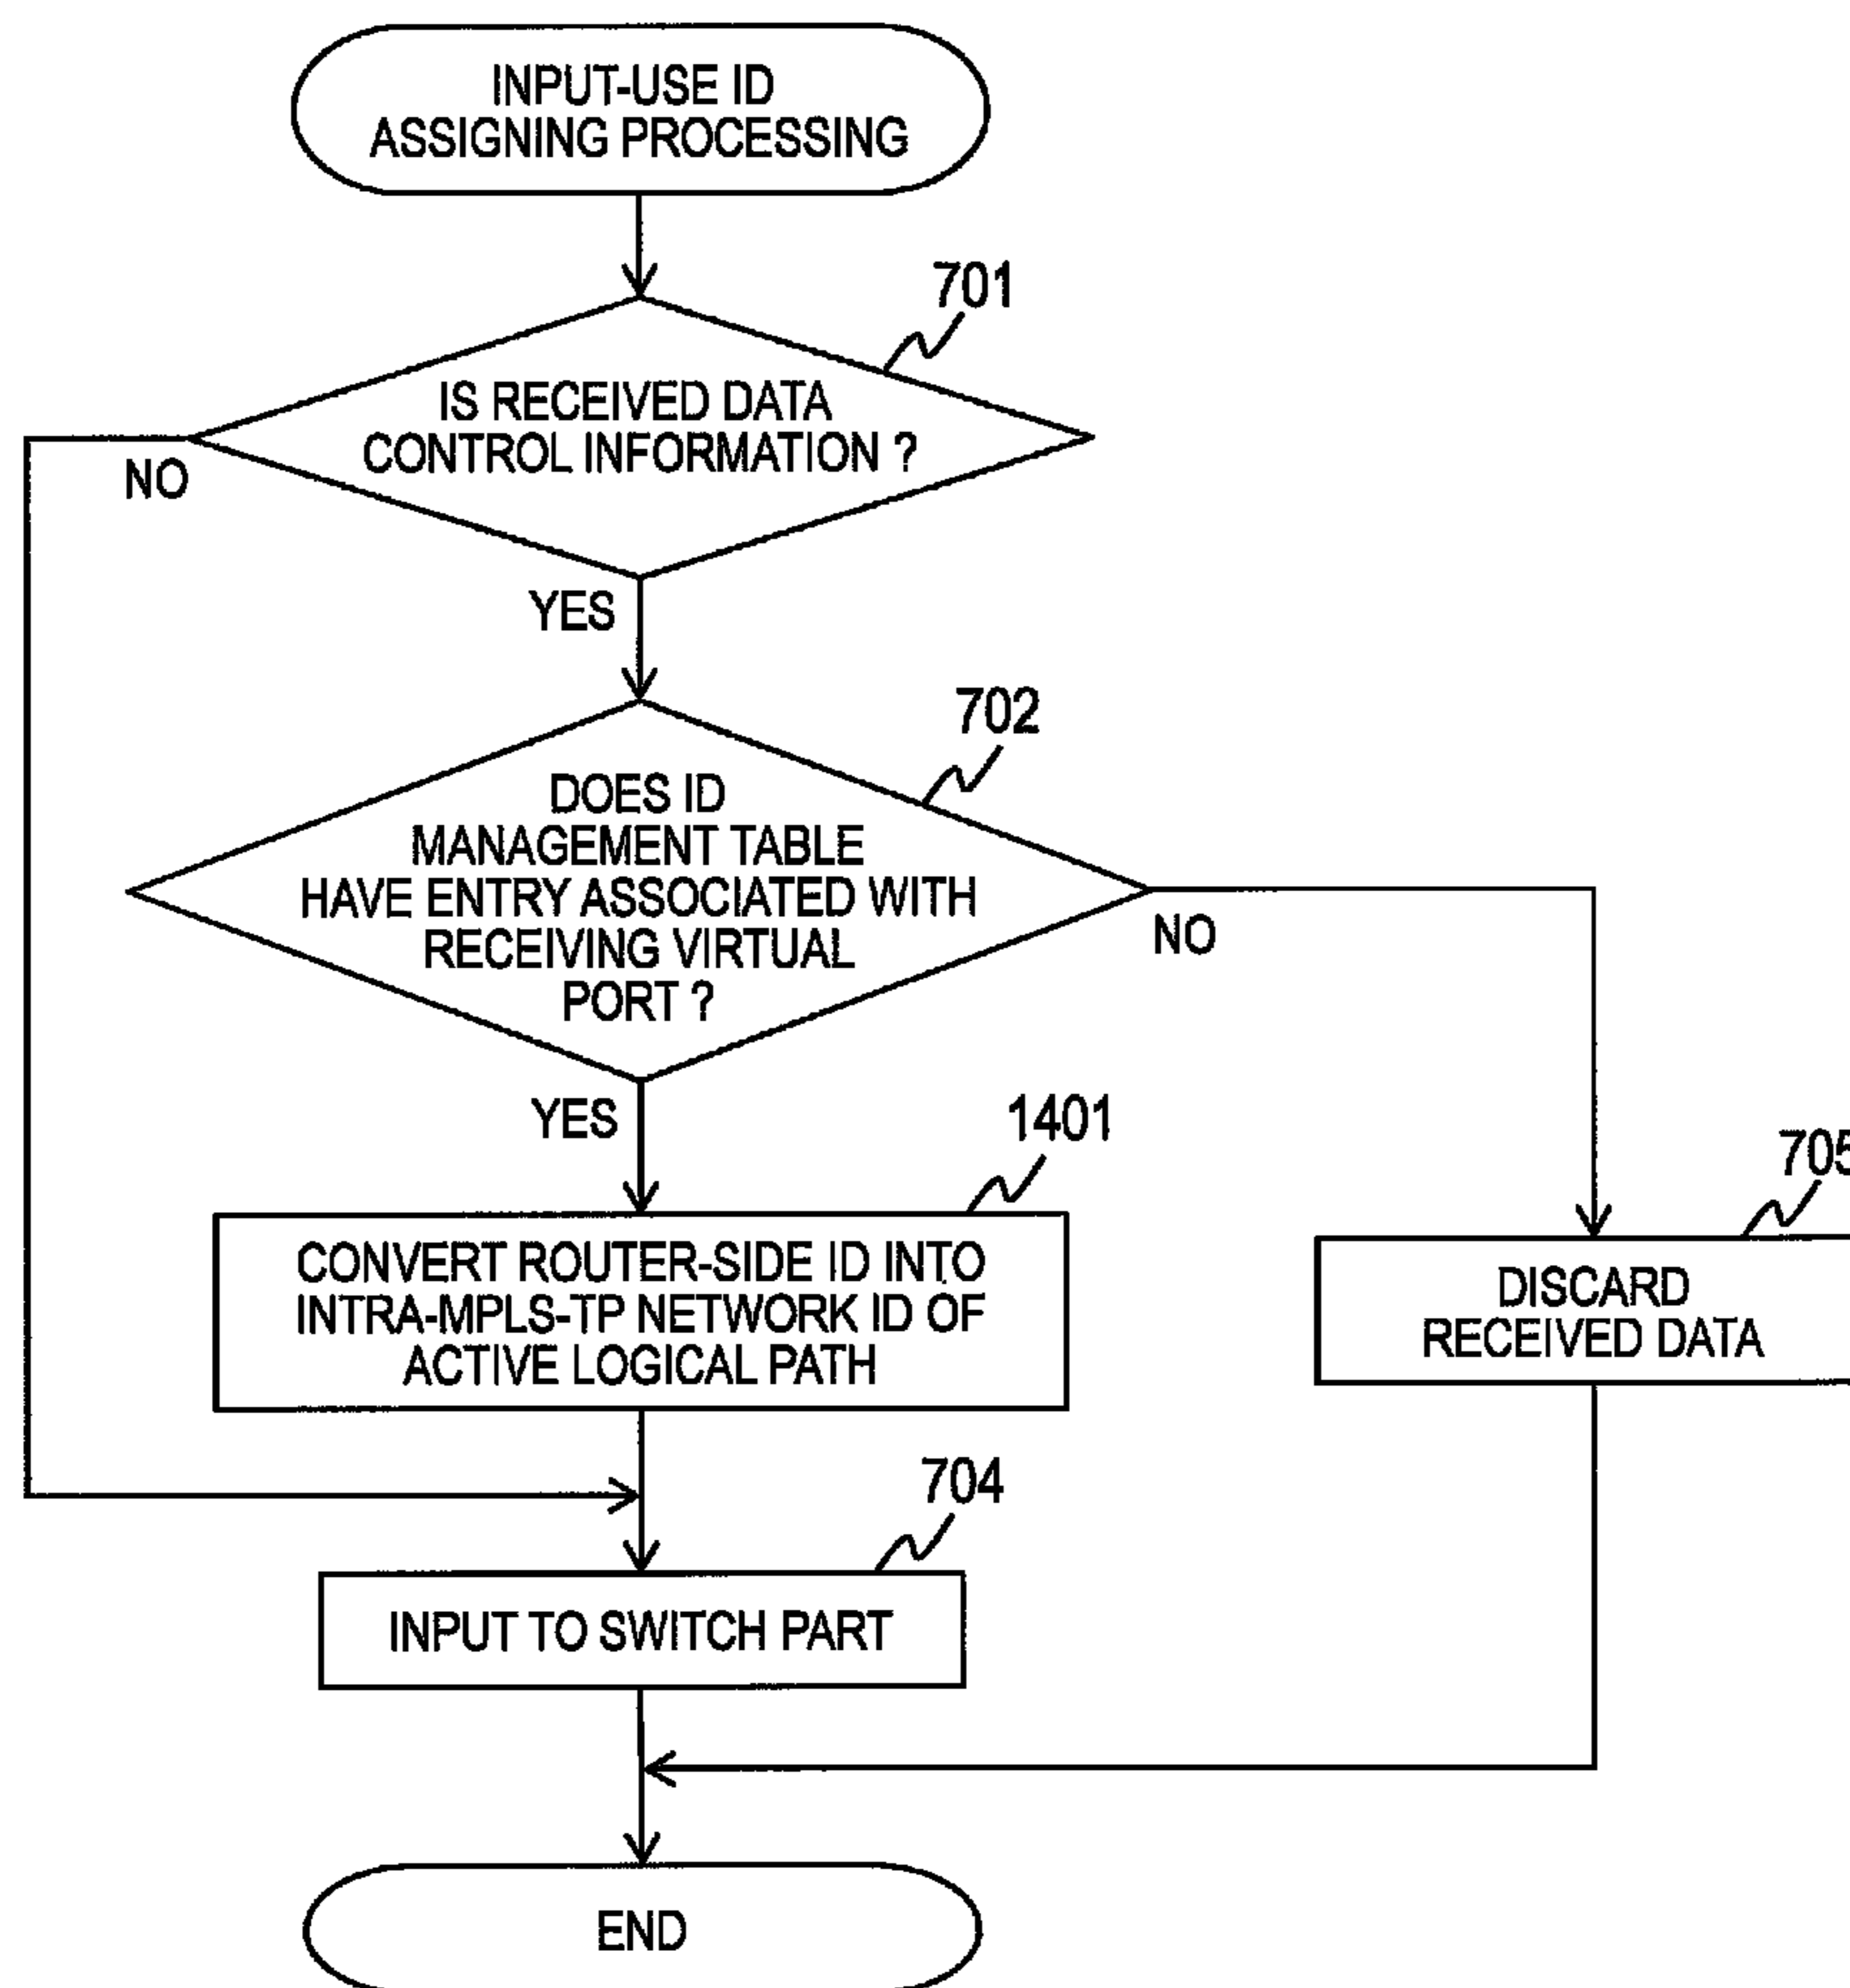 INPUT-USE ID
ASSIGNING PROCESSING
701
IS RECEIVED DATA
CONTROL INFORMATION ?
NO
YES
702
DOES ID
MANAGEMENT TABLE
HAVE ENTRY ASSOCIATED WITH
RECEIVING VIRTUAL
PORT ?
NO
YES
1401
CONVERT ROUTER-SIDE ID INTO
INTRA-MPLS-TP NETWORK ID OF
ACTIVE LOGICAL PATH
705
DISCARD
RECEIVED DATA
704
INPUT TO SWITCH PART
END